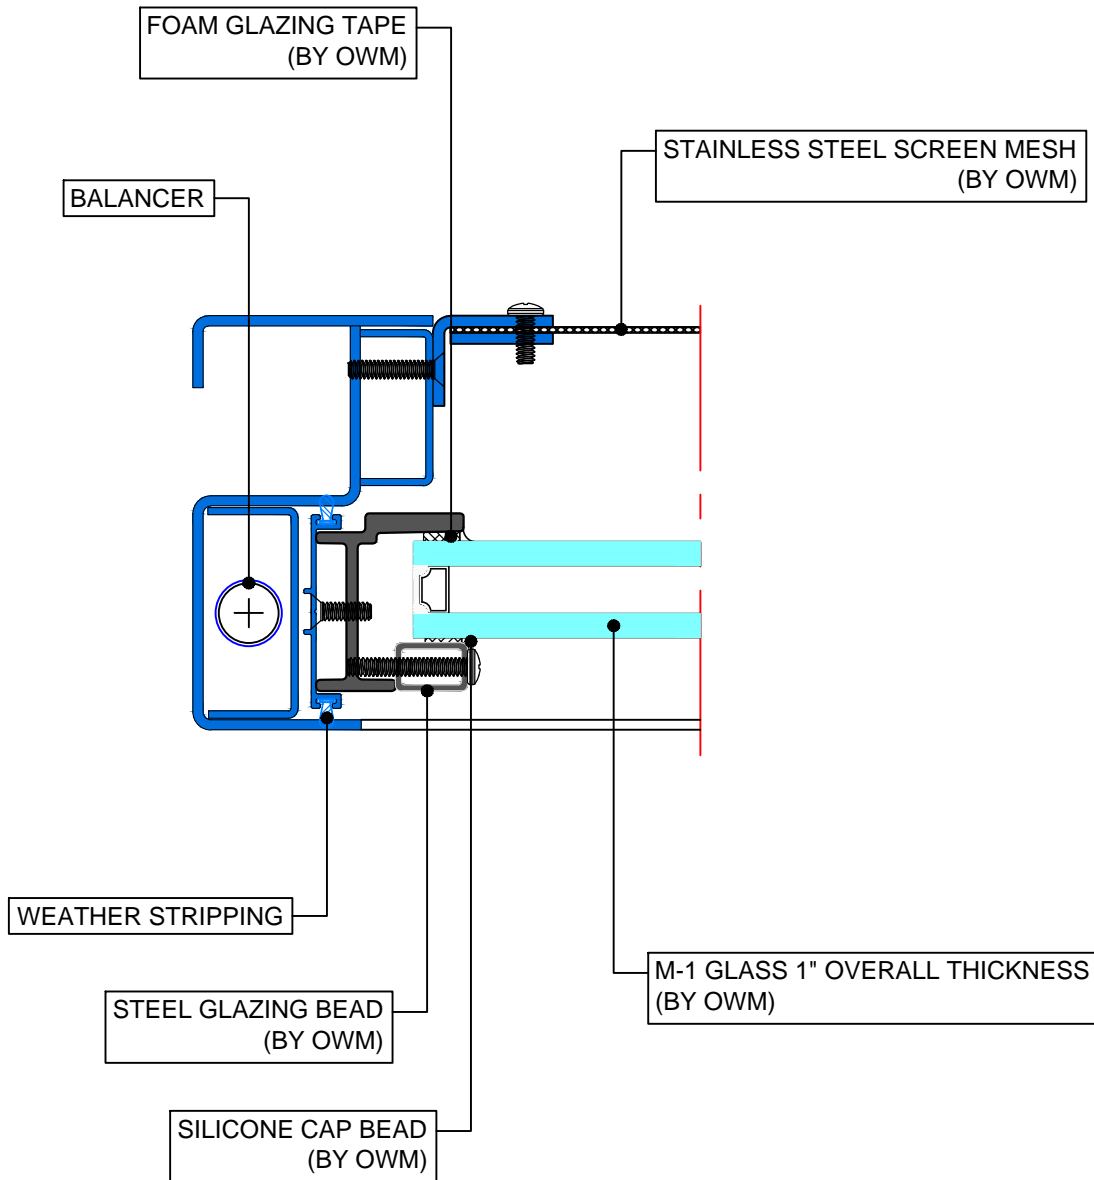 FOAM GLAZING TAPE
(BY OWM)
STAINLESS STEEL SCREEN MESH
(BY OWM)
BALANCER
WEATHER STRIPPING
M-1 GLASS 1" OVERALL THICKNESS
(BY OWM)
STEEL GLAZING BEAD
(BY OWM)
SILICONE CAP BEAD
(BY OWM)